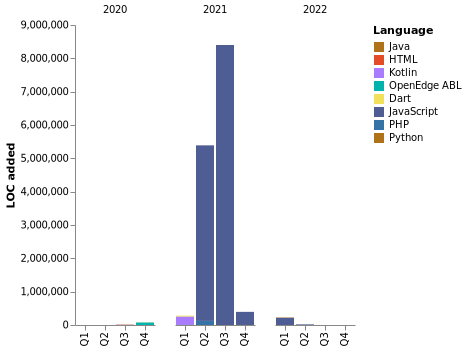 2020 2021 2022
LOC added
9,000,000
8,000,000
7,000,000
6,000,000
5,000,000
4,000,000
3,000,000
2,000,000
1,000,000
0
Q1 Q2 Q3 Q4 Q1 Q2 Q3 Q4 Q1 Q2 Q3 Q4
Language
Java
HTML
Kotlin
OpenEdge ABL
Dart
JavaScript
PHP
Python